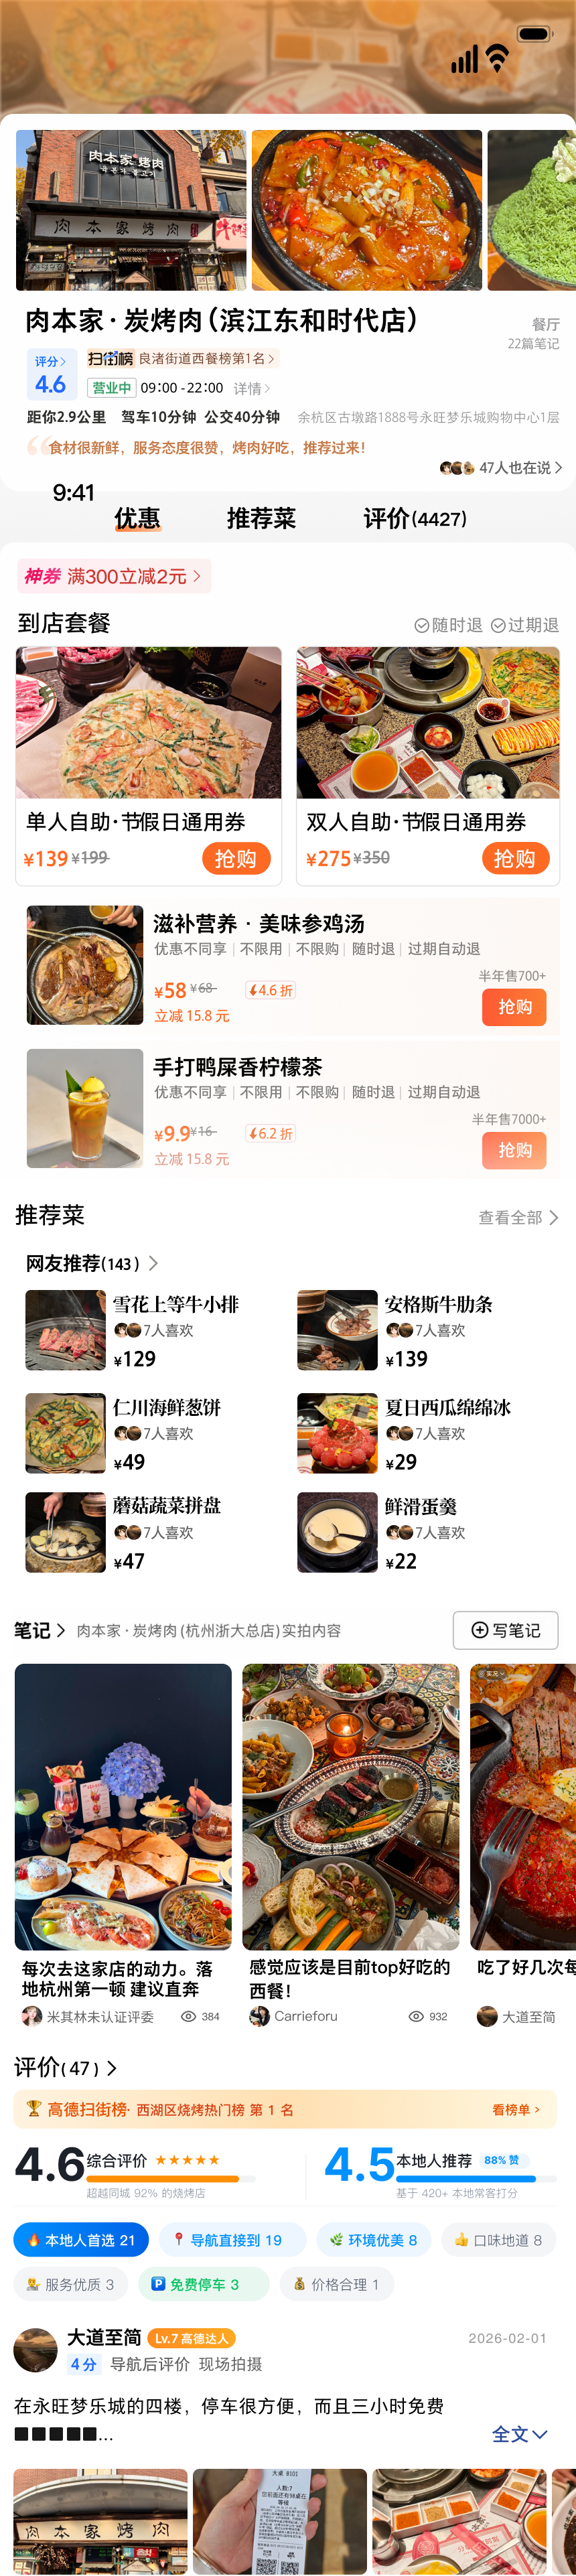 肉本家 烤肉
肉本家烤肉
肉本家·炭烤肉(滨江东和时代店)
餐厅
22篇笔记
评分
4.6
扫街榜
良渚街道西餐榜第1名
营业中
09:00 - 22:00
详情
距你2.9公里 驾车10分钟 公交40分钟
余杭区古墩路1888号永旺梦乐城购物中心1层
食材很新鲜，服务态度很赞，烤肉好吃，推荐过来！
47人也在说
9:41
优惠
推荐菜
评价(4427)
神券 满300立减2元
到店套餐
随时退 过期退
单人自助·节假日通用券
¥139 ¥199
抢购
双人自助·节假日通用券
¥275 ¥350
抢购
滋补营养·美味参鸡汤
优惠不同享 | 不限用 | 不限购 | 随时退 | 过期自动退
半年售700+
¥58 ¥68
4.6 折
立减 15.8 元
抢购
手打鸭屎香柠檬茶
优惠不同享 | 不限用 | 不限购 | 随时退 | 过期自动退
半年售7000+
¥9.9 ¥16
6.2 折
立减 15.8 元
抢购
推荐菜
查看全部
网友推荐(143)
雪花上等牛小排
7人喜欢
¥129
安格斯牛肋条
7人喜欢
¥139
仁川海鲜葱饼
7人喜欢
¥49
夏日西瓜绵绵冰
7人喜欢
¥29
蘑菇蔬菜拼盘
7人喜欢
¥47
鲜滑蛋羹
7人喜欢
¥22
笔记
肉本家·炭烤肉(杭州浙大总店)实拍内容
写笔记
实况
每次去这家店的动力。落
地杭州第一顿 建议直奔
米其林未认证评委
384
感觉应该是目前top好吃的
西餐！
Carrieforu
932
吃了好几次每
大道至简
评价(47)
高德扫街榜· 西湖区烧烤热门榜 第 1 名
看榜单
4.6
综合评价
超越同城 92% 的烧烤店
4.5
本地人推荐
88% 赞
基于 420+ 本地常客打分
本地人首选 21
导航直接到 19
环境优美 8
口味地道 8
服务优质 3
免费停车 3
价格合理 1
大道至简
Lv.7 高德达人
2026-02-01
4 分
导航后评价 现场拍摄
在永旺梦乐城的四楼，停车很方便，而且三小时免费
...
全文
肉本家烤肉
大桌 B101
人数:7